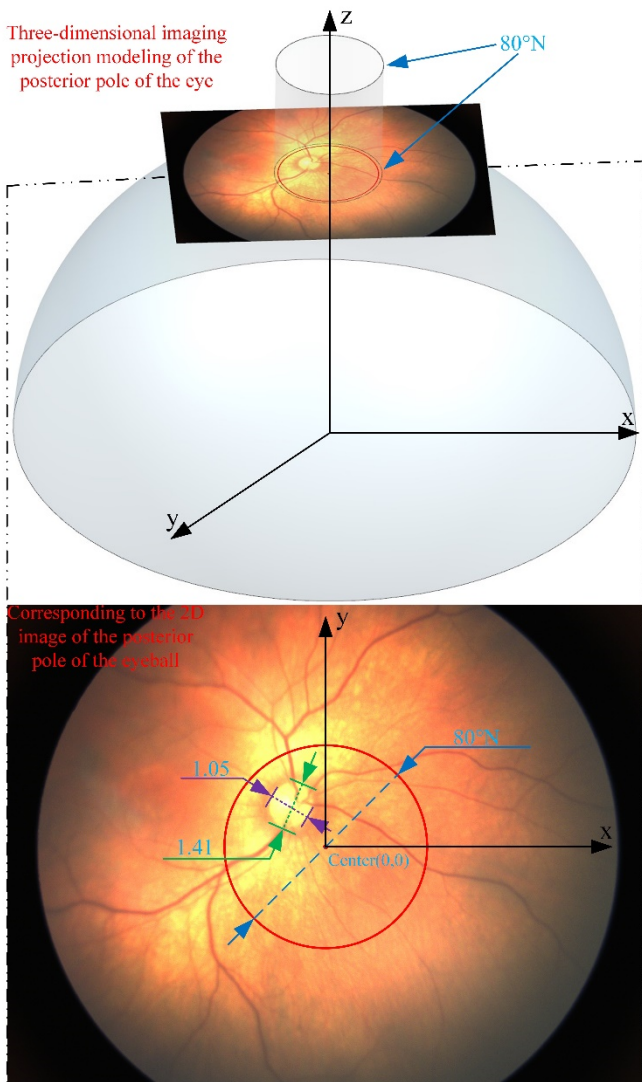 Three-dimensional imaging
projection modeling of the
posterior pole of the eye
z
80°N
x
y
Corresponding to the 2D
image of the posterior
pole of the eyeball
y
80°N
1.05
1.41
x
Center(0,0)